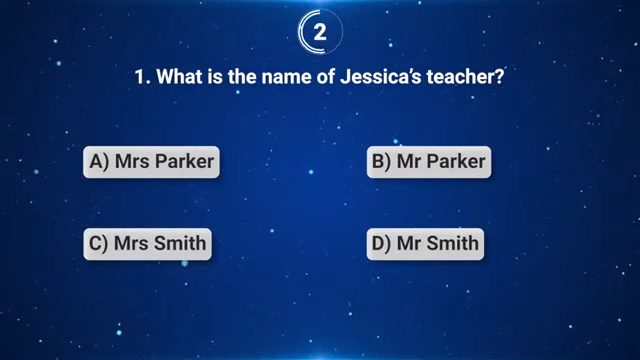 2
1. What is the name of Jessica's teacher?
A) Mrs Parker
B) Mr Parker
C) Mrs Smith
D) Mr Smith